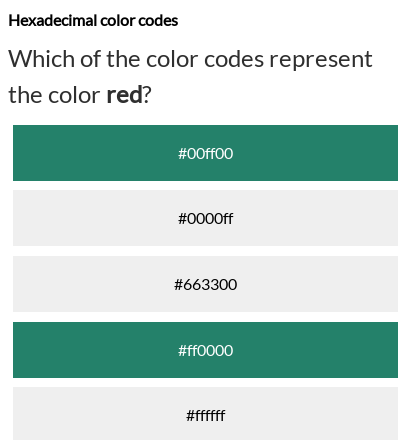 Hexadecimal color codes
Which of the color codes represent
the color red?
#00ff00
#0000ff
#663300
#ff0000
#ffffff